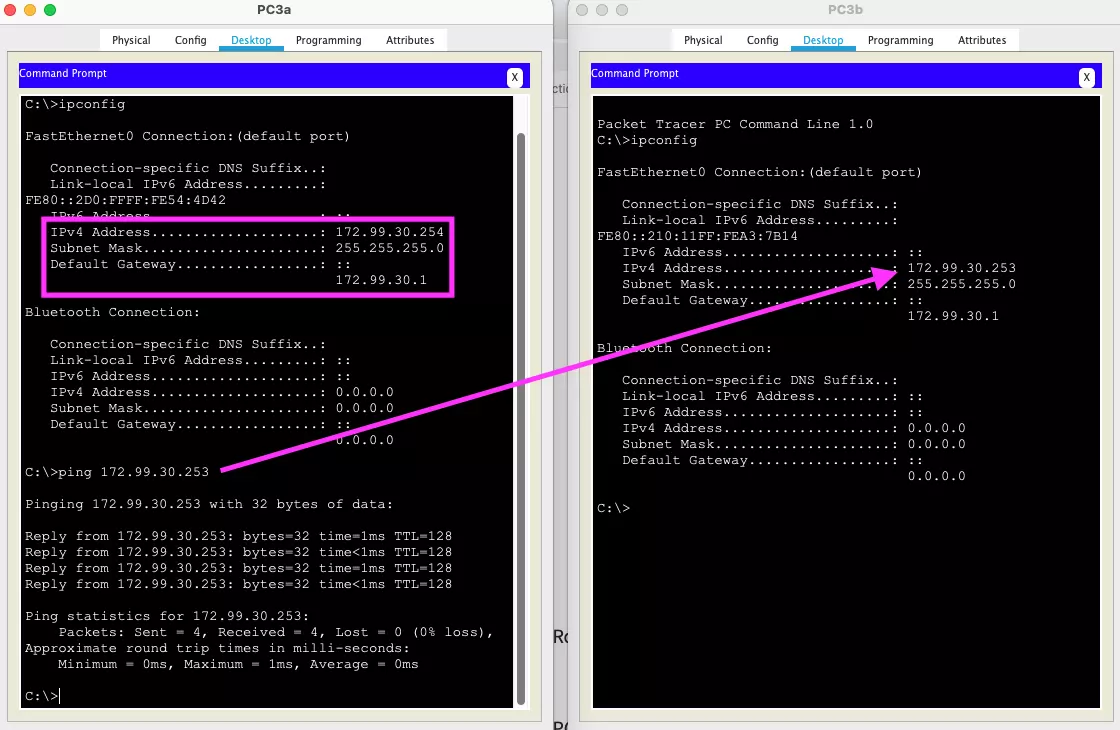 PC3a
Physical Config Desktop Programming Attributes
Command Prompt
X
C:\>ipconfig
FastEthernet0 Connection:(default port)
Connection-specific DNS Suffix..:
Link-local IPv6 Address.........:
FE80::2D0:FFFF:FE54:4D42
IPv6 Address....................: ::
IPv4 Address....................: 172.99.30.254
Subnet Mask.....................: 255.255.255.0
Default Gateway.................: ::
172.99.30.1
Bluetooth Connection:
Connection-specific DNS Suffix..:
Link-local IPv6 Address.........: ::
IPv6 Address....................: ::
IPv4 Address....................: 0.0.0.0
Subnet Mask.....................: 0.0.0.0
Default Gateway.................: ::
0.0.0.0
C:\>ping 172.99.30.253
Pinging 172.99.30.253 with 32 bytes of data:
Reply from 172.99.30.253: bytes=32 time=1ms TTL=128
Reply from 172.99.30.253: bytes=32 time<1ms TTL=128
Reply from 172.99.30.253: bytes=32 time=1ms TTL=128
Reply from 172.99.30.253: bytes=32 time<1ms TTL=128
Ping statistics for 172.99.30.253:
Packets: Sent = 4, Received = 4, Lost = 0 (0% loss),
Approximate round trip times in milli-seconds:
Minimum = 0ms, Maximum = 1ms, Average = 0ms
C:\>
PC3b
Physical Config Desktop Programming Attributes
Command Prompt
X
Packet Tracer PC Command Line 1.0
C:\>ipconfig
FastEthernet0 Connection:(default port)
Connection-specific DNS Suffix..:
Link-local IPv6 Address.........:
FE80::210:11FF:FEA3:7B14
IPv6 Address....................: ::
IPv4 Address....................: 172.99.30.253
Subnet Mask.....................: 255.255.255.0
Default Gateway.................: ::
172.99.30.1
Bluetooth Connection:
Connection-specific DNS Suffix..:
Link-local IPv6 Address.........: ::
IPv6 Address....................: ::
IPv4 Address....................: 0.0.0.0
Subnet Mask.....................: 0.0.0.0
Default Gateway.................: ::
0.0.0.0
C:\>